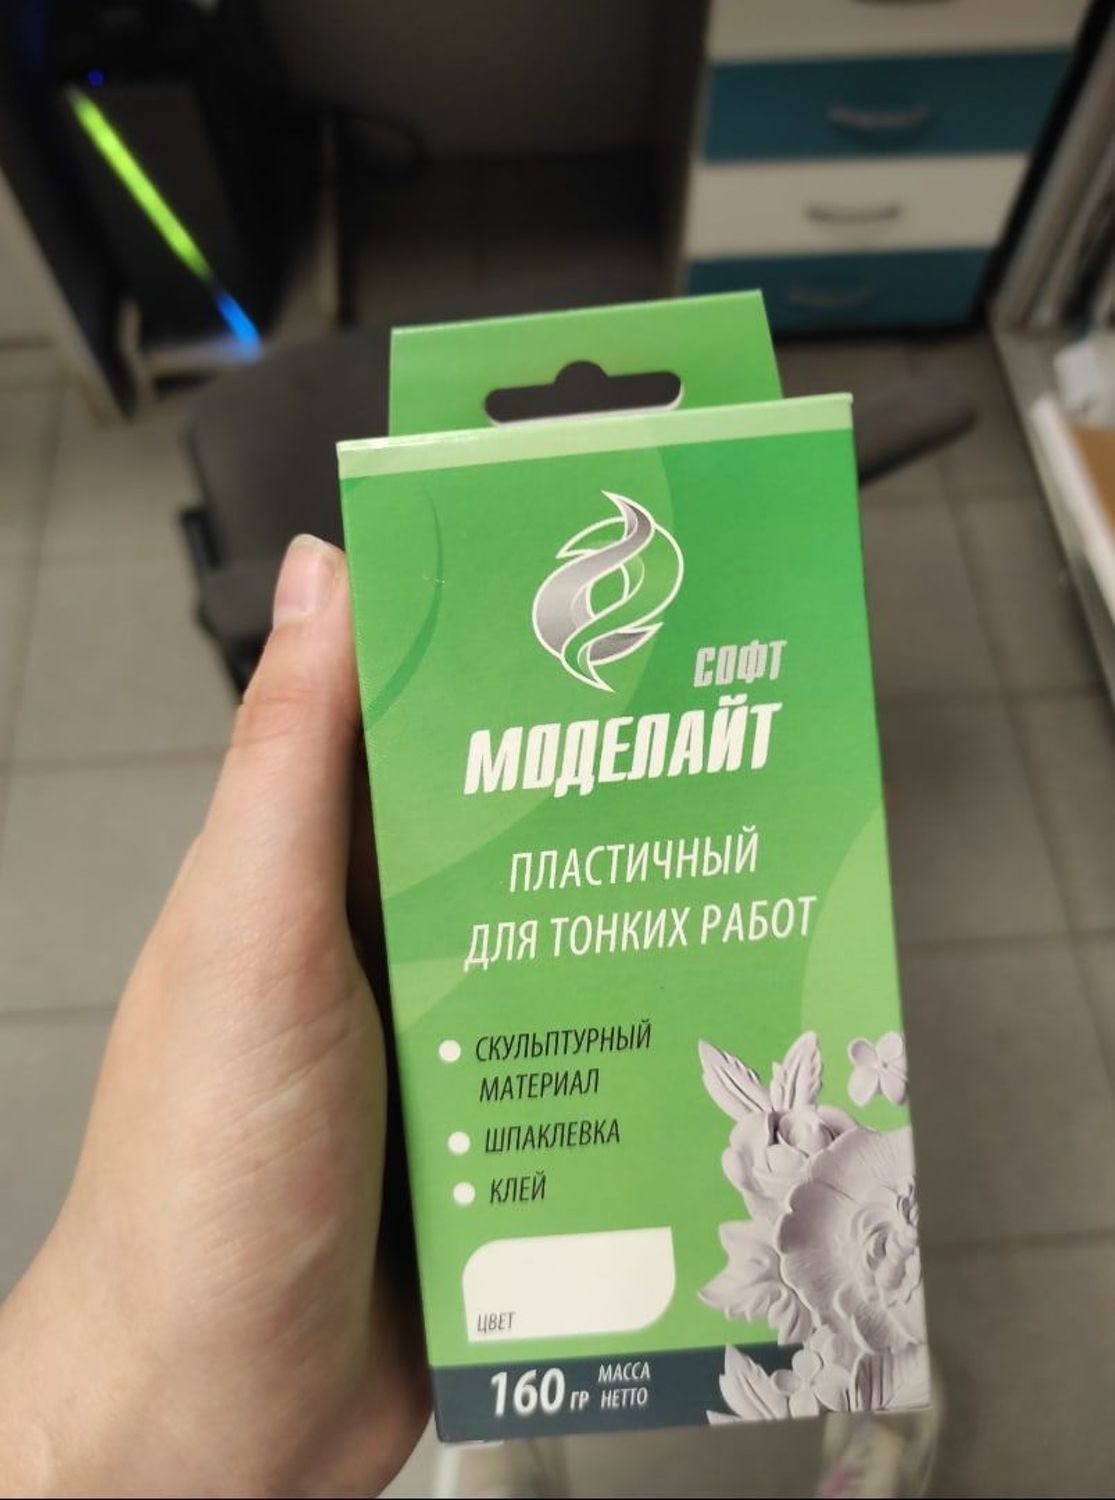 СОФТ
МОДЕЛАЙТ
ПЛАСТИЧНЫЙ
ДЛЯ ТОНКИХ РАБОТ
СКУЛЬПТУРНЫЙ
МАТЕРИАЛ
ШПАКЛЕВКА
КЛЕЙ
ЦВЕТ
160 ГР МАССА
НЕТТО